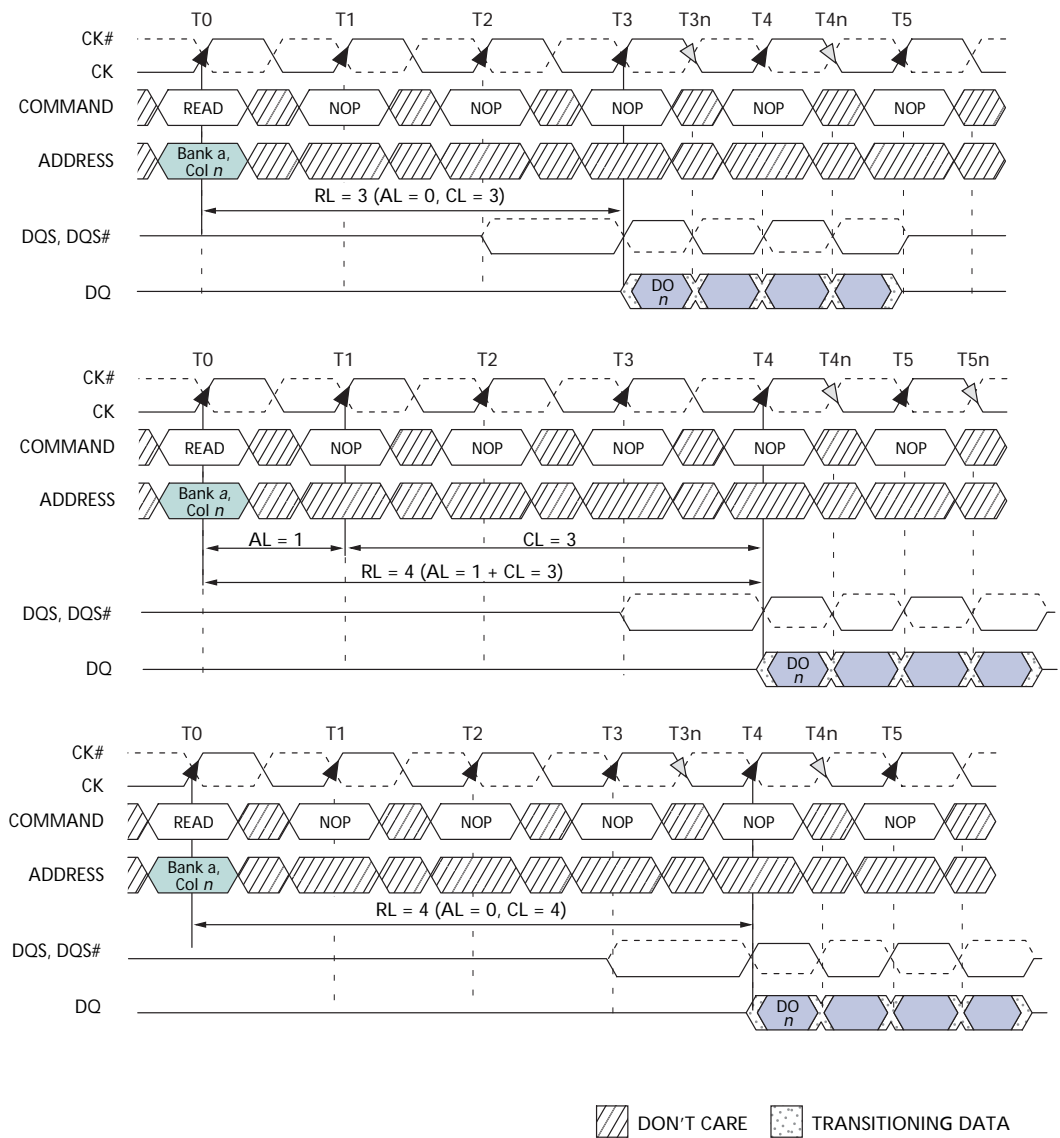 T0 T1 T2 T3 T3n T4 T4n T5
CK#
CK
COMMAND READ NOP NOP NOP NOP NOP
ADDRESS Bank a,
Col n
RL = 3 (AL = 0, CL = 3)
DQS, DQS#
DQ DO
n
T0 T1 T2 T3 T4 T4n T5 T5n
CK#
CK
COMMAND READ NOP NOP NOP NOP NOP
ADDRESS Bank a,
Col n
AL = 1 CL = 3
RL = 4 (AL = 1 + CL = 3)
DQS, DQS#
DQ DO
n
T0 T1 T2 T3 T3n T4 T4n T5
CK#
CK
COMMAND READ NOP NOP NOP NOP NOP
ADDRESS Bank a,
Col n
RL = 4 (AL = 0, CL = 4)
DQS, DQS#
DQ DO
n
DON'T CARE TRANSITIONING DATA